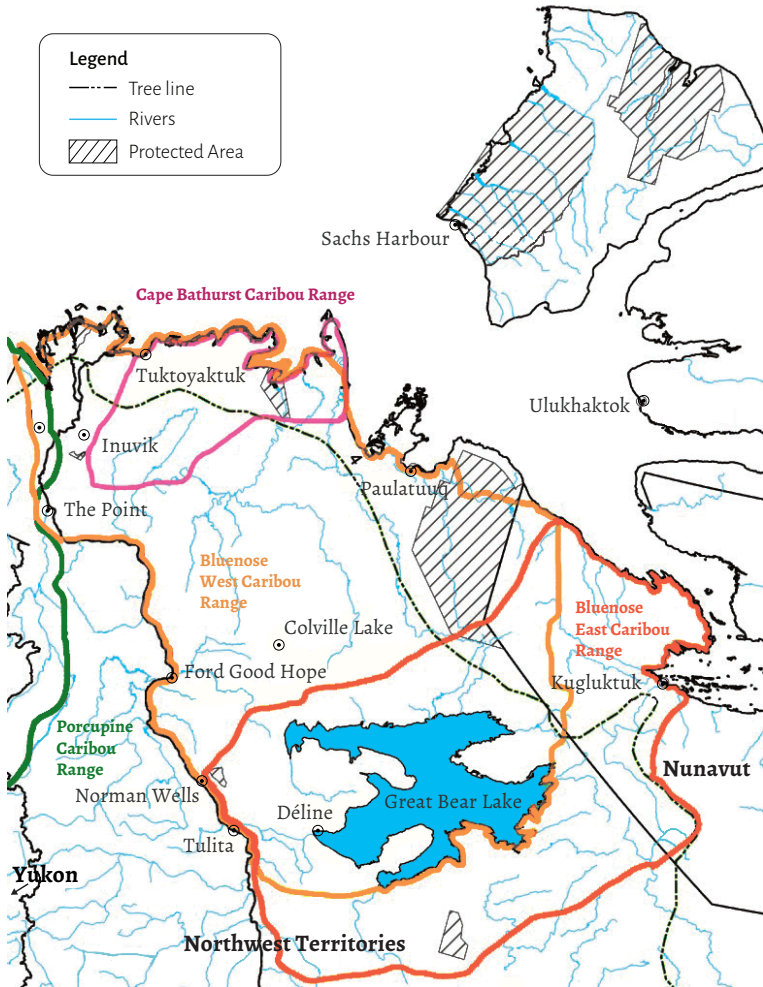 Legend
Tree line
Rivers
Protected Area
Sachs Harbour
Cape Bathurst Caribou Range
Tuktoyaktuk
Ulukhaktok
Inuvik
Paulatuuq
The Point
Bluenose
West Caribou
Range
Bluenose
East Caribou
Range
Colville Lake
Ford Good Hope
Kugluktuk
Porcupine
Caribou
Range
Nunavut
Norman Wells
Déline
Great Bear Lake
Tulita
Yukon
Northwest Territories